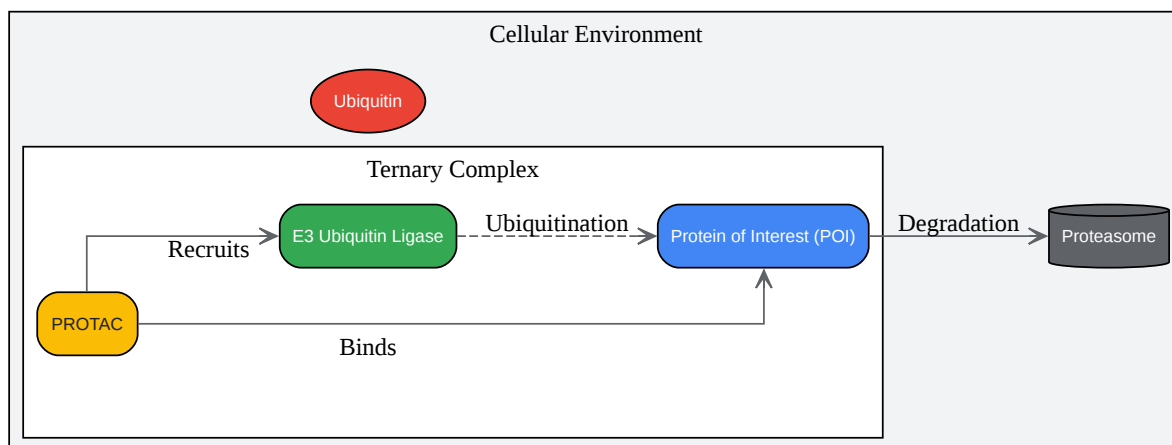 Cellular Environment
Ubiquitin
Ternary Complex
E3 Ubiquitin Ligase
Ubiquitination
Protein of Interest (POI)
Degradation
Proteasome
Recruits
PROTAC
Binds